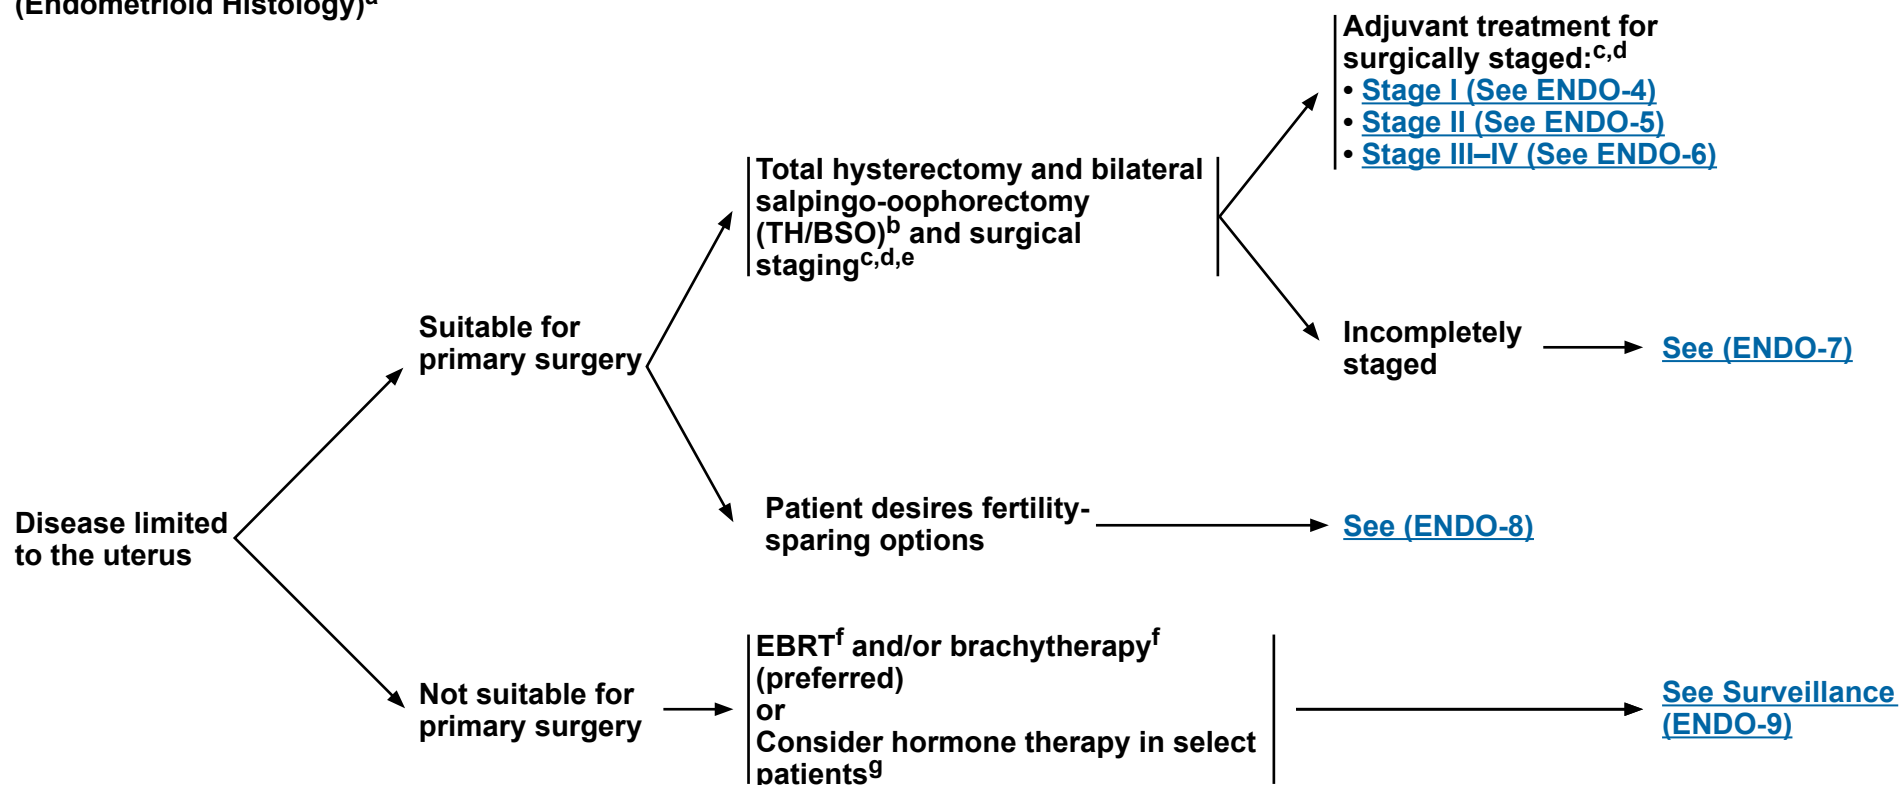 (Endometrioid Histology)a
Adjuvant treatment for
surgically staged:c,d
• Stage I (See ENDO-4)
• Stage II (See ENDO-5)
• Stage III–IV (See ENDO-6)
Total hysterectomy and bilateral
salpingo-oophorectomy
(TH/BSO)b and surgical
stagingc,d,e
Suitable for
primary surgery
Incompletely
staged
See (ENDO-7)
Disease limited
to the uterus
Patient desires fertility-
sparing options
See (ENDO-8)
Not suitable for
primary surgery
EBRTf and/or brachytherapyf
(preferred)
or
Consider hormone therapy in select
patientsg
See Surveillance
(ENDO-9)